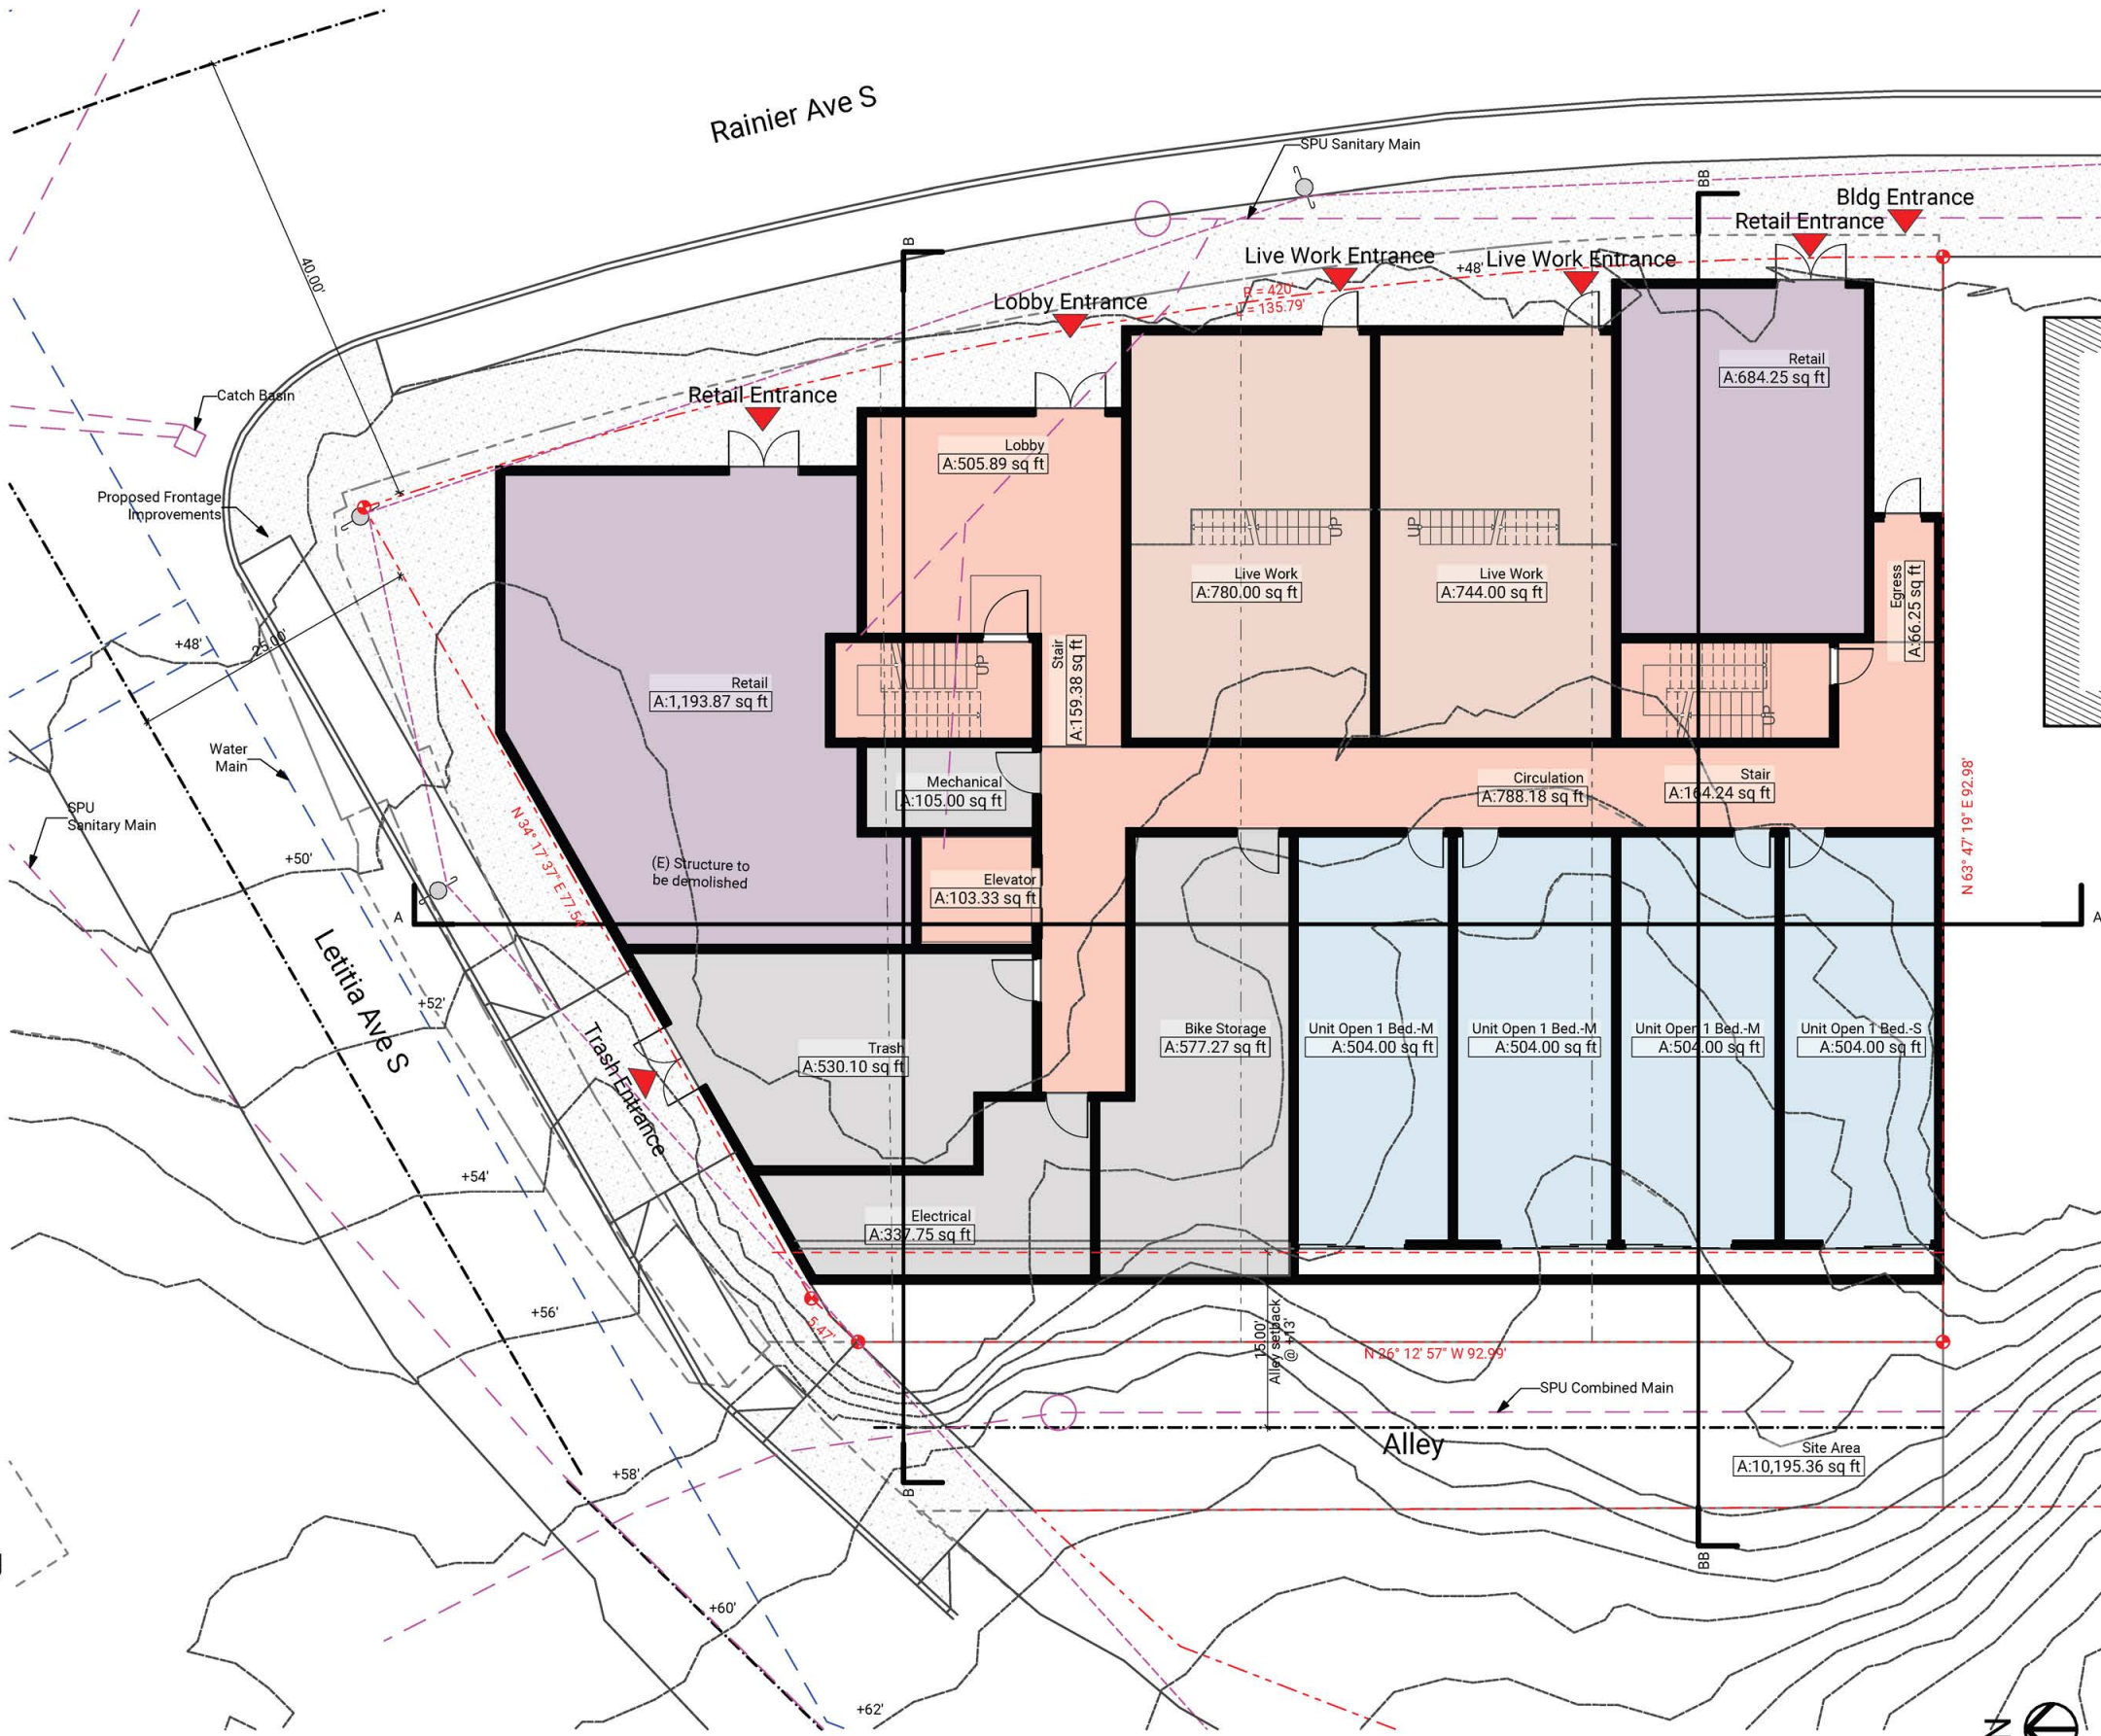 Rainier Ave S
SPU Sanitary Main
BB
Bldg Entrance
Retail Entrance
B
Live Work Entrance
+48'
Live Work Entrance
40.00'
R = 420'
L = 135.79'
Lobby Entrance
Retail
A:684.25 sq ft
Catch Basin
Retail Entrance
Lobby
A:505.89 sq ft
Proposed Frontage
Improvements
UP
UP
Live Work
A:780.00 sq ft
Live Work
A:744.00 sq ft
Egress
A:66.25 sq ft
+48'
25.00'
UP
Stair
A:159.38 sq ft
Retail
A:1,193.87 sq ft
UP
Water
Main
Mechanical
A:105.00 sq ft
Circulation
A:788.18 sq ft
Stair
A:164.24 sq ft
N 63° 47' 19" E 92.98'
SPU
Sanitary Main
N 34° 17' 37" E 77.54'
+50'
(E) Structure to
be demolished
Elevator
A:103.33 sq ft
A
A
Letitia Ave S
+52'
Trash Entrance
Trash
A:530.10 sq ft
Bike Storage
A:577.27 sq ft
Unit Open 1 Bed.-M
A:504.00 sq ft
Unit Open 1 Bed.-M
A:504.00 sq ft
Unit Open 1 Bed.-M
A:504.00 sq ft
Unit Open 1 Bed.-S
A:504.00 sq ft
+54'
Electrical
A:337.75 sq ft
+56'
5.47'
15.00'
Alley setback
@ +13'
N 26° 12' 57" W 92.99'
SPU Combined Main
Alley
Site Area
A:10,195.36 sq ft
+58'
B
BB
+60'
+62'
N